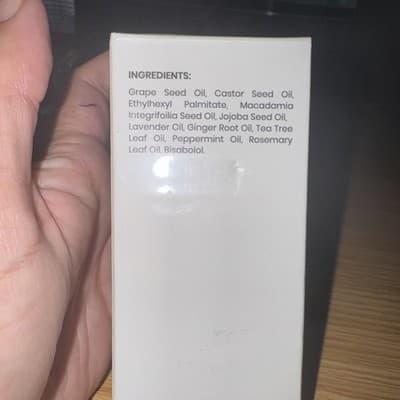 INGREDIENTS:
Grape Seed Oil, Castor Seed Oil,
Ethylhexyl Palmitate, Macadamia
Integrifoilia Seed Oil, Jojoba Seed Oil,
Lavender Oil, Ginger Root Oil, Tea Tree
Leaf Oil, Peppermint Oil, Rosemary
Leaf Oil, Bisabolol.